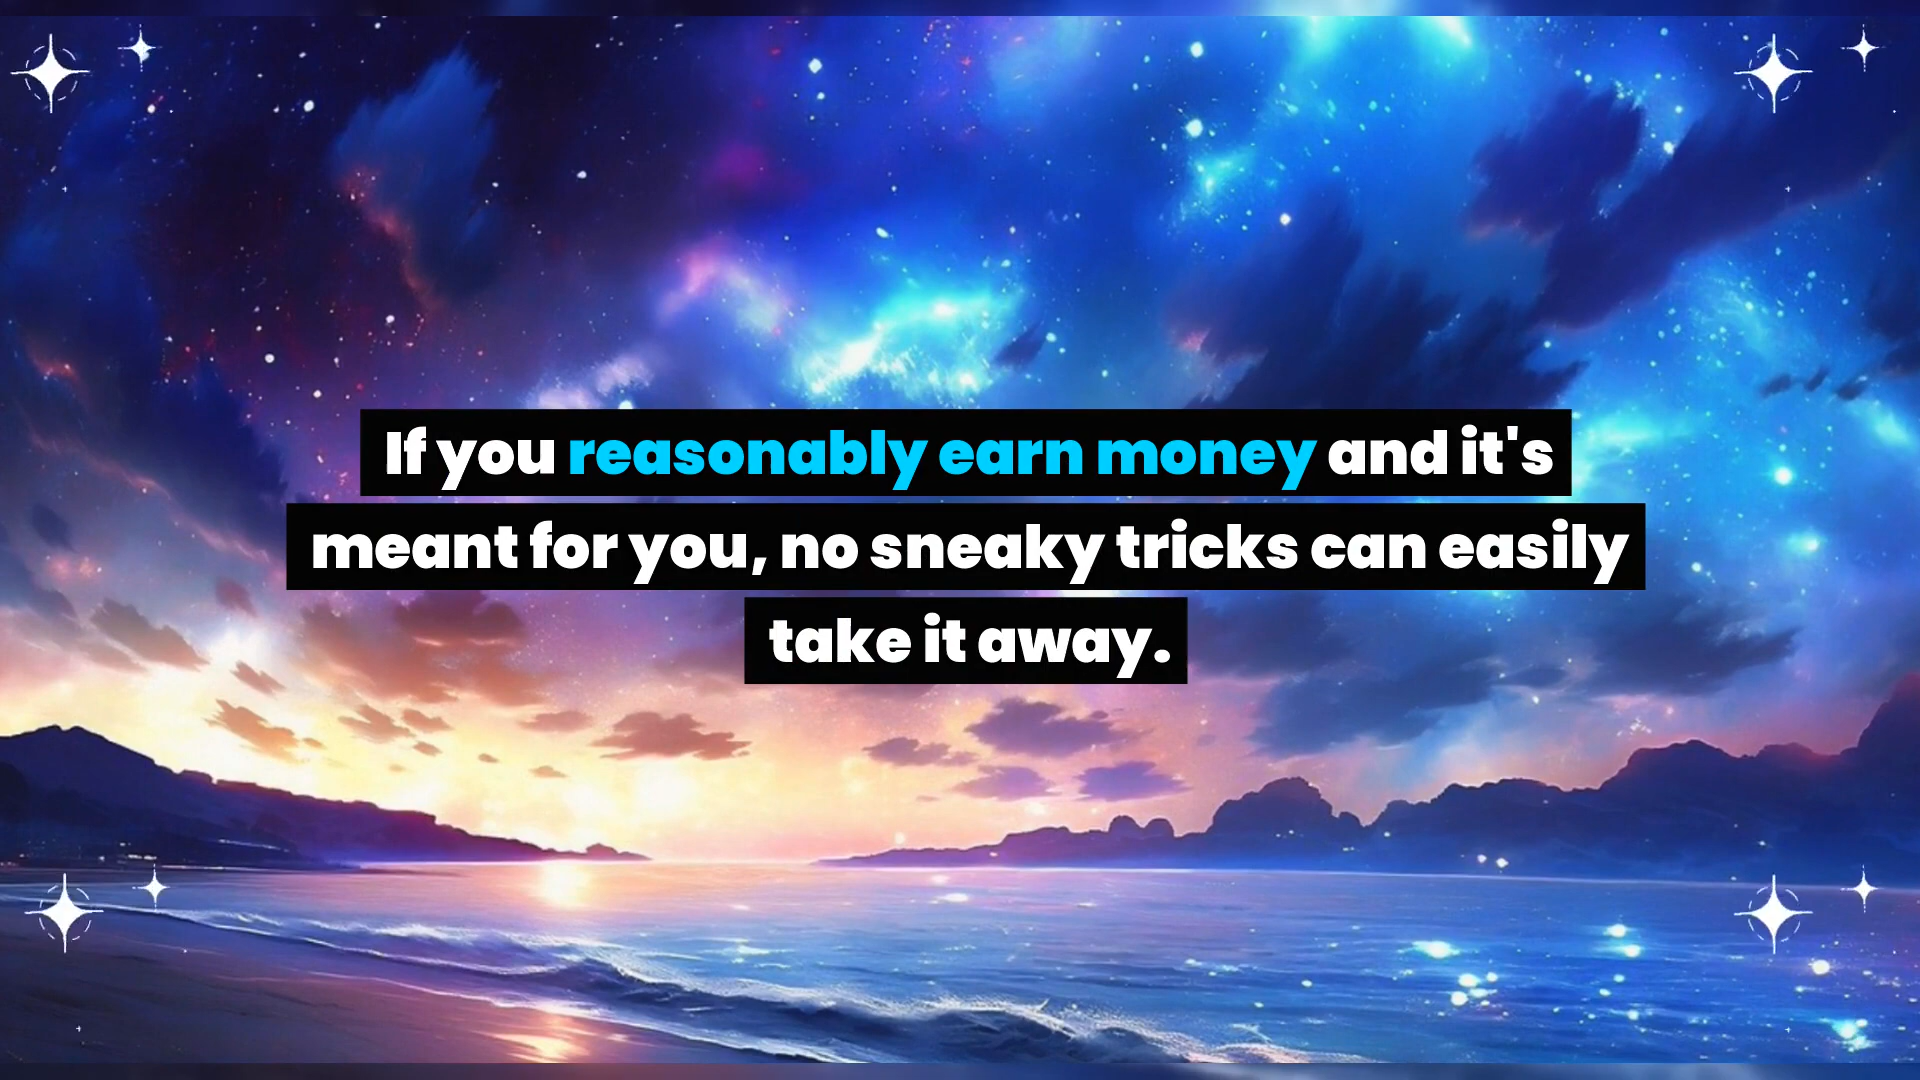 If you reasonably earn money and it's
meant for you, no sneaky tricks can easily
take it away.